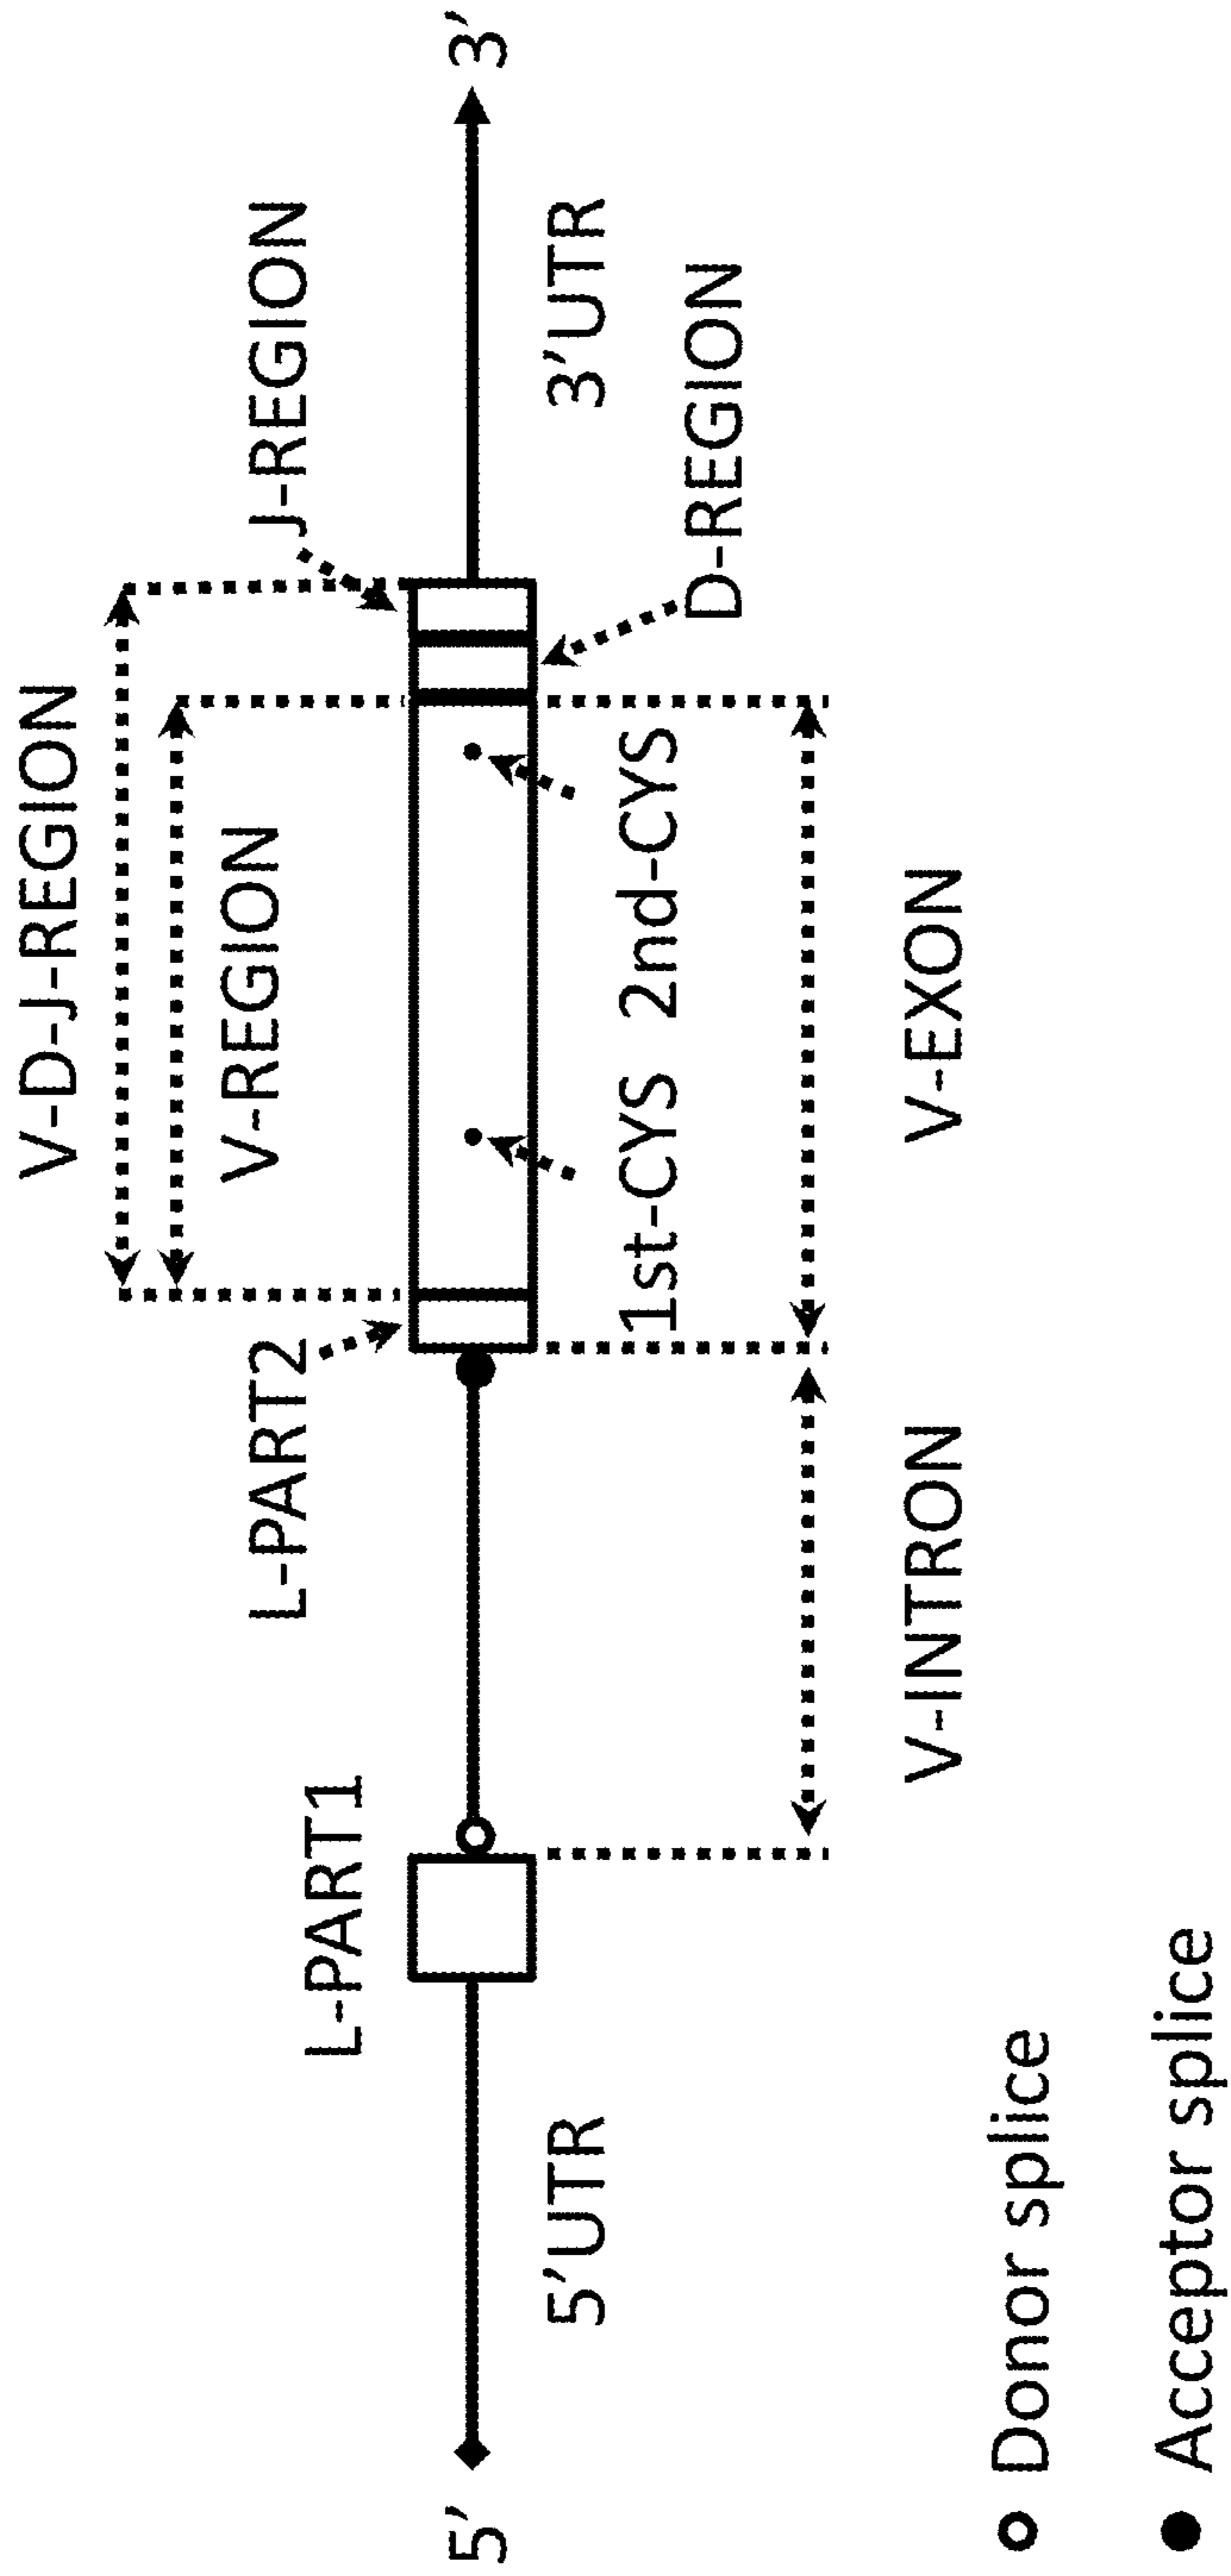 V-D-J-REGION
V-REGION
L-PART2
J-REGION
L-PART1
5′
3′
5′UTR
3′UTR
1st-CYS 2nd-CYS
D-REGION
V-INTRON
V-EXON
Donor splice
Acceptor splice